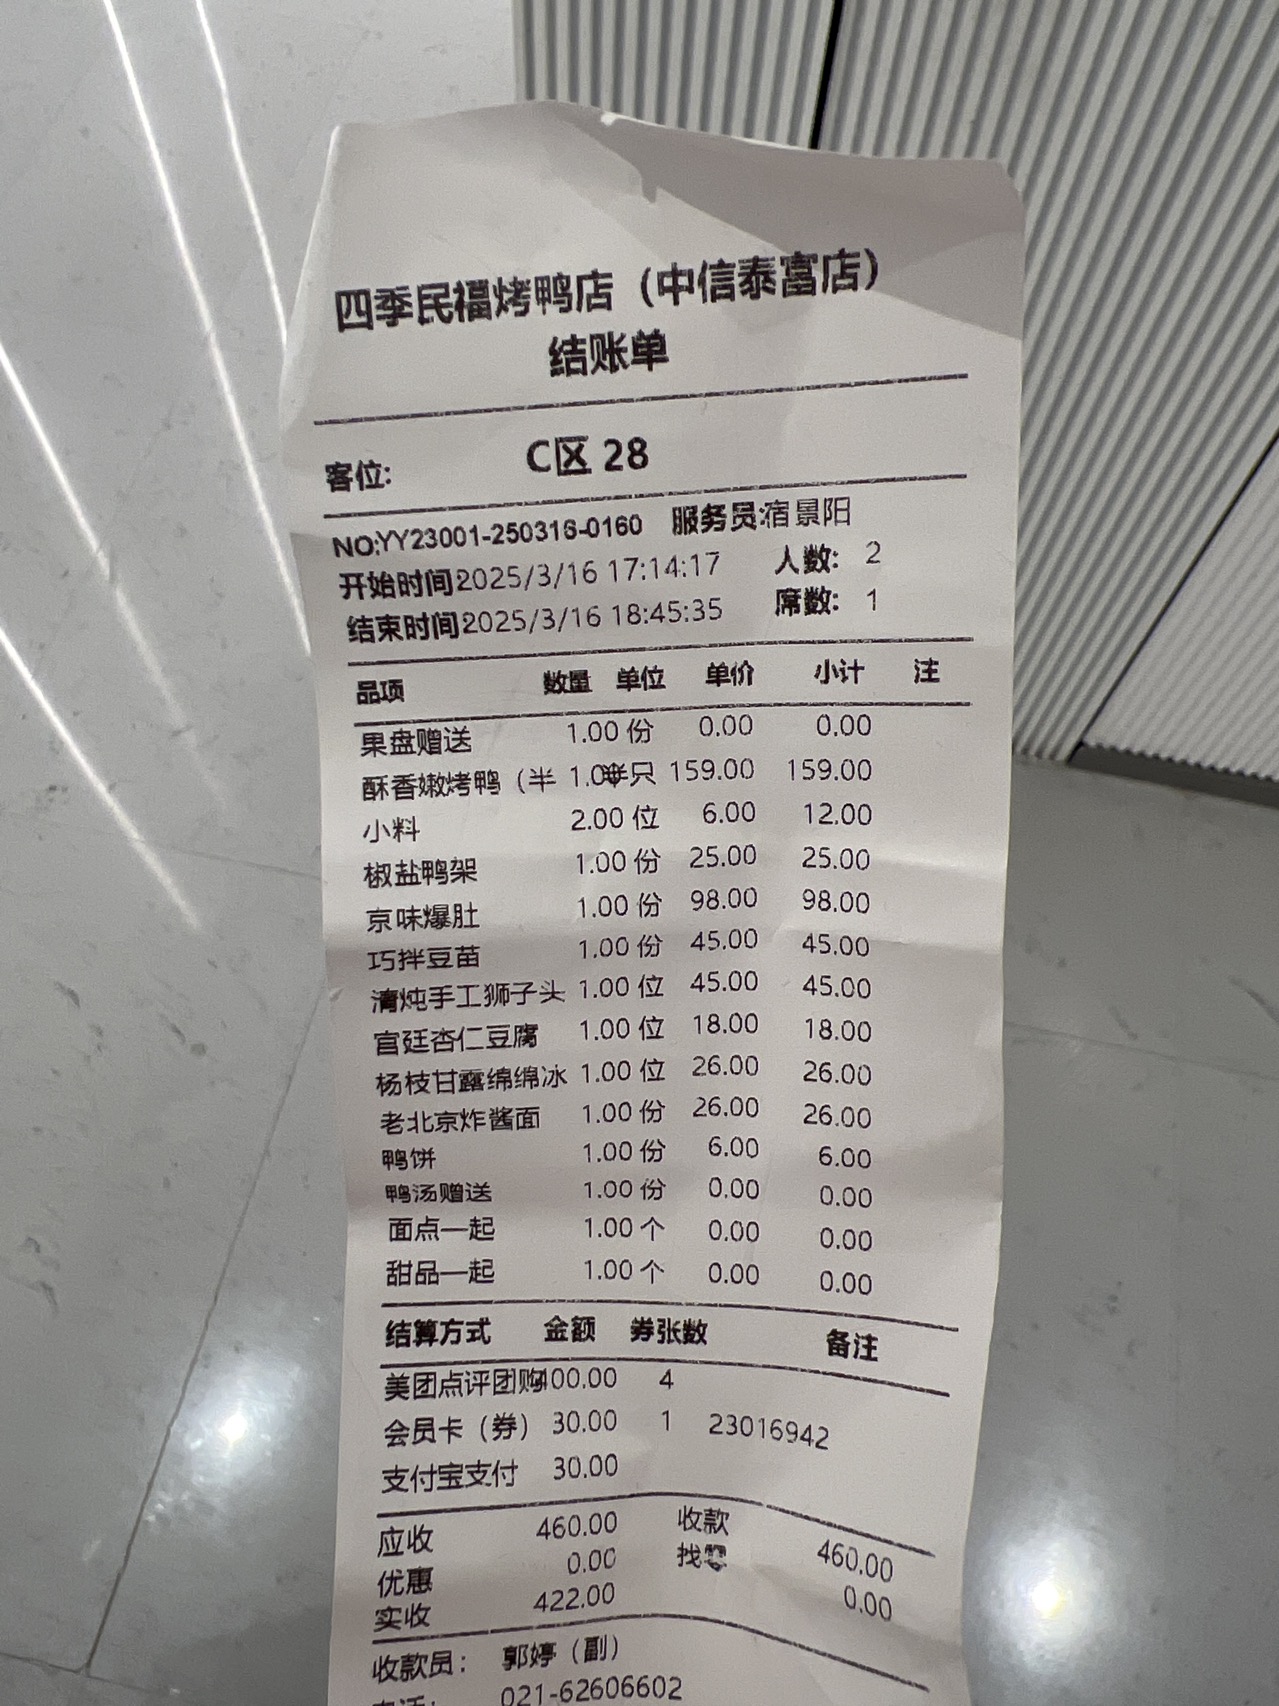 四季民福烤鸭店（中信泰富店）
结账单
客位: C区 28
NO:YY23001-250316-0160 服务员:宿景阳
开始时间2025/3/16 17:14:17 人数: 2
结束时间2025/3/16 18:45:35 席数: 1
品项 数量 单位 单价 小计 注
果盘赠送 1.00 份 0.00 0.00
酥香嫩烤鸭（半 1.00半只 159.00 159.00
小料 2.00 位 6.00 12.00
椒盐鸭架 1.00 份 25.00 25.00
京味爆肚 1.00 份 98.00 98.00
巧拌豆苗 1.00 份 45.00 45.00
清炖手工狮子头 1.00 位 45.00 45.00
宫廷杏仁豆腐 1.00 位 18.00 18.00
杨枝甘露绵绵冰 1.00 位 26.00 26.00
老北京炸酱面 1.00 份 26.00 26.00
鸭饼 1.00 份 6.00 6.00
鸭汤赠送 1.00 份 0.00 0.00
面点一起 1.00 个 0.00 0.00
甜品一起 1.00 个 0.00 0.00
结算方式 金额 券张数 备注
美团点评团购400.00 4
会员卡（券） 30.00 1 23016942
支付宝支付 30.00
应收 460.00 收款 460.00
优惠 0.00 找零 0.00
实收 422.00
收款员： 郭婷（副）
021-62606602